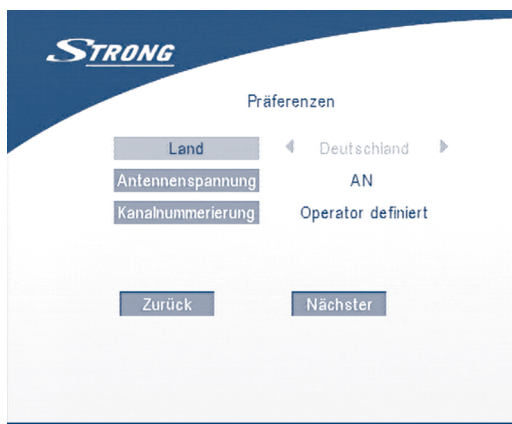 STRONG
Präferenzen
Land Deutschland
Antennenspannung AN
Kanalnummerierung Operator definiert
Zurück Nächster